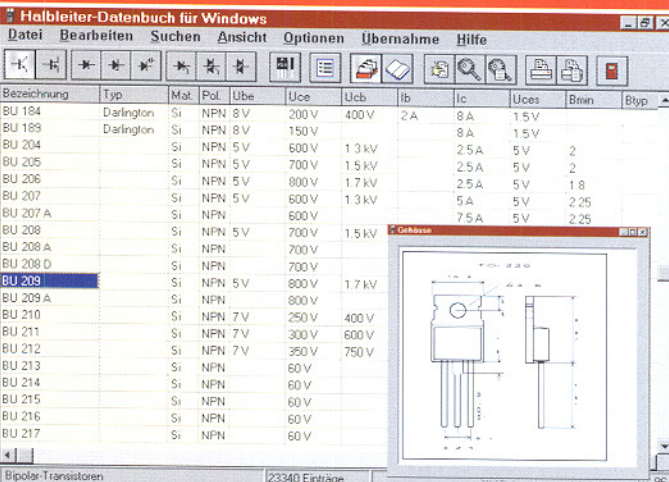 Halbleiter-Datenbuch für Windows
Datei Bearbeiten Suchen Ansicht Optionen Übernahme Hilfe
Bezeichnung Typ Mat. Pol. Ube Uce Ucb Ib Ic Uces Bmin Btyp
BU 184 Darlington Si NPN 8 V 200 V 400 V 2 A 8 A 1.5 V
BU 189 Darlington Si NPN 8 V 150 V 8 A 1.5 V
BU 204 Si NPN 5 V 600 V 1.3 kV 2.5 A 5 V 2
BU 205 Si NPN 5 V 700 V 1.5 kV 2.5 A 5 V 2
BU 206 Si NPN 5 V 800 V 1.7 kV 2.5 A 5 V 1.8
BU 207 Si NPN 5 V 600 V 1.3 kV 5 A 5 V 2.25
BU 207 A Si NPN 600 V 7.5 A 5 V 2.25
BU 208 Si NPN 5 V 700 V 1.5 kV
BU 208 A Si NPN 700 V
BU 208 D Si NPN 700 V
BU 209 Si NPN 5 V 800 V 1.7 kV
BU 209 A Si NPN 800 V
BU 210 Si NPN 7 V 250 V 400 V
BU 211 Si NPN 7 V 300 V 600 V
BU 212 Si NPN 7 V 350 V 750 V
BU 213 Si NPN 60 V
BU 214 Si NPN 60 V
BU 215 Si NPN 60 V
BU 216 Si NPN 60 V
BU 217 Si NPN 60 V
Gehäuse
TO-220
Bipolar-Transistoren 23340 Einträge